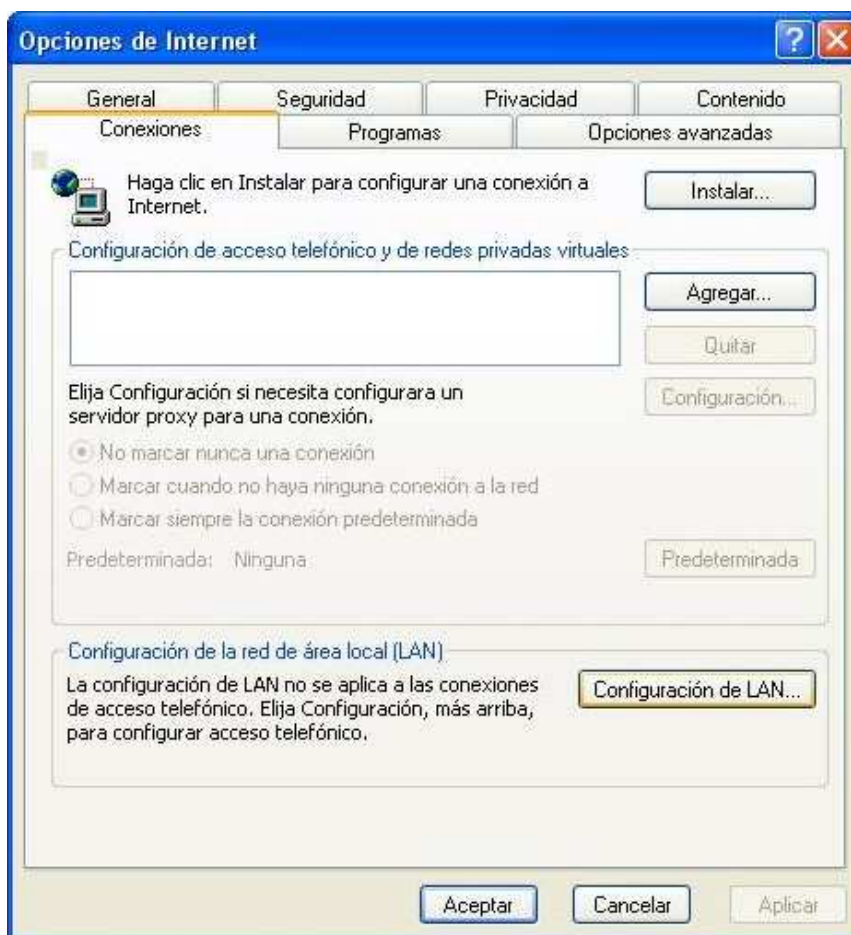 Opciones de Internet
General Seguridad Privacidad Contenido
Conexiones Programas Opciones avanzadas
Haga clic en Instalar para configurar una conexión a
Internet.
Instalar...
Configuración de acceso telefónico y de redes privadas virtuales
Agregar...
Quitar
Elija Configuración si necesita configurara un
servidor proxy para una conexión.
Configuración...
No marcar nunca una conexión
Marcar cuando no haya ninguna conexión a la red
Marcar siempre la conexión predeterminada
Predeterminada: Ninguna
Predeterminada
Configuración de la red de área local (LAN)
La configuración de LAN no se aplica a las conexiones
de acceso telefónico. Elija Configuración, más arriba,
para configurar acceso telefónico.
Configuración de LAN...
Aceptar Cancelar Aplicar